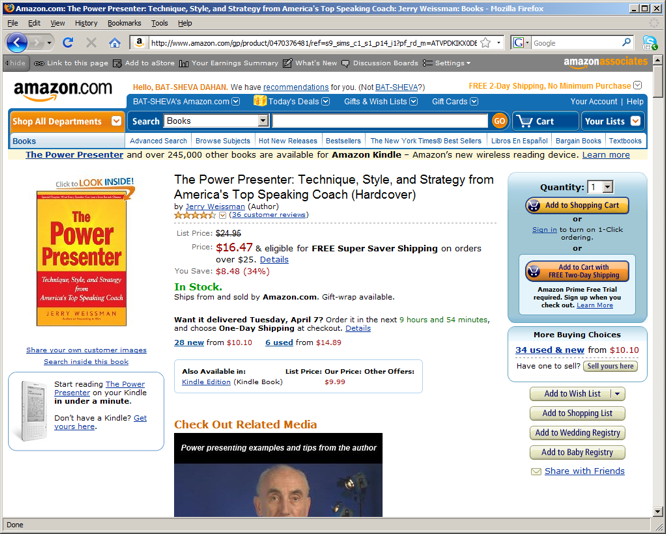 Amazon.com: The Power Presenter: Technique, Style, and Strategy from America's Top Speaking Coach: Jerry Weissman: Books - Mozilla Firefox
File Edit View History Bookmarks Tools Help
http://www.amazon.com/gp/product/0470376481/ref=s9_sims_c1_s1_p14_i1?pf_rd_m=ATVPDKIKX0DE
Google
hide Link to this page Add to aStore Your Earnings Summary What's New Discussion Boards Settings
amazonassociates
amazon.com
Hello, BAT-SHEVA DAHAN. We have recommendations for you. (Not BAT-SHEVA?)
FREE 2-Day Shipping, No Minimum Purchase
BAT-SHEVA's Amazon.com Today's Deals Gifts & Wish Lists Gift Cards
Your Account | Help
Shop All Departments Search Books GO Cart Your Lists
Books Advanced Search Browse Subjects Hot New Releases Bestsellers The New York Times® Best Sellers Libros En Español Bargain Books Textbooks
The Power Presenter and over 245,000 other books are available for Amazon Kindle – Amazon's new wireless reading device. Learn more
Click to LOOK INSIDE!
The
Power
Presenter
Technique, Style, and Strategy
from
America's Top Speaking Coach
JERRY WEISSMAN
Share your own customer images
Search inside this book
Start reading The Power
Presenter on your Kindle
in under a minute.
Don't have a Kindle? Get
yours here.
The Power Presenter: Technique, Style, and Strategy from
America's Top Speaking Coach (Hardcover)
by Jerry Weissman (Author)
(36 customer reviews)
List Price: $24.95
Price: $16.47 & eligible for FREE Super Saver Shipping on orders
over $25. Details
You Save: $8.48 (34%)
In Stock.
Ships from and sold by Amazon.com. Gift-wrap available.
Want it delivered Tuesday, April 7? Order it in the next 9 hours and 54 minutes,
and choose One-Day Shipping at checkout. Details
28 new from $10.10 6 used from $14.89
Also Available in: List Price: Our Price: Other Offers:
Kindle Edition (Kindle Book) $9.99
Check Out Related Media
Power presenting examples and tips from the author
Quantity: 1
Add to Shopping Cart
or
Sign in to turn on 1-Click
ordering.
or
Add to Cart with
FREE Two-Day Shipping
Amazon Prime Free Trial
required. Sign up when you
check out. Learn More
More Buying Choices
34 used & new from $10.10
Have one to sell? Sell yours here
Add to Wish List
Add to Shopping List
Add to Wedding Registry
Add to Baby Registry
Share with Friends
Done